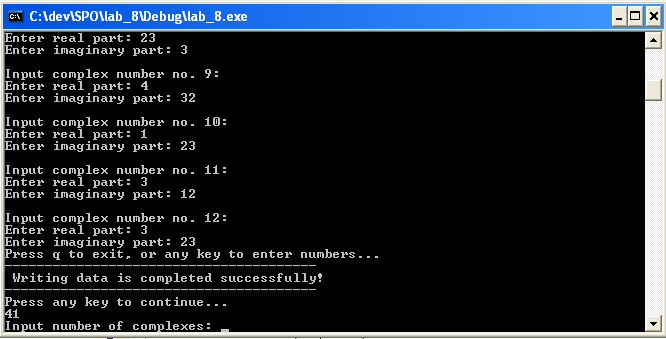 C:\dev\SPO\lab_8\Debug\lab_8.exe
Enter real part: 23
Enter imaginary part: 3
Input complex number no. 9:
Enter real part: 4
Enter imaginary part: 32
Input complex number no. 10:
Enter real part: 1
Enter imaginary part: 23
Input complex number no. 11:
Enter real part: 3
Enter imaginary part: 12
Input complex number no. 12:
Enter real part: 3
Enter imaginary part: 23
Press q to exit, or any key to enter numbers...
----------------------------------------
Writing data is completed successfully!
----------------------------------------
Press any key to continue...
41
Input number of complexes: _